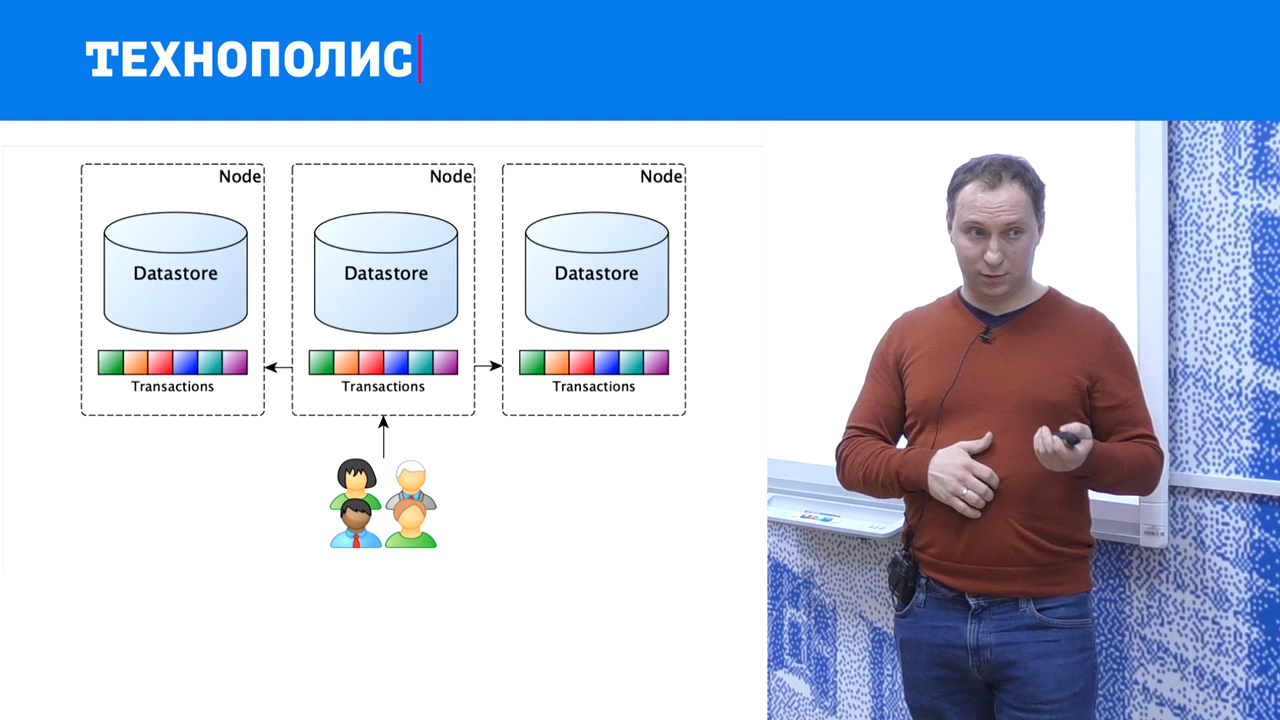 ТЕХНОПОЛИС
Node
Node
Node
Datastore
Datastore
Datastore
Transactions
Transactions
Transactions